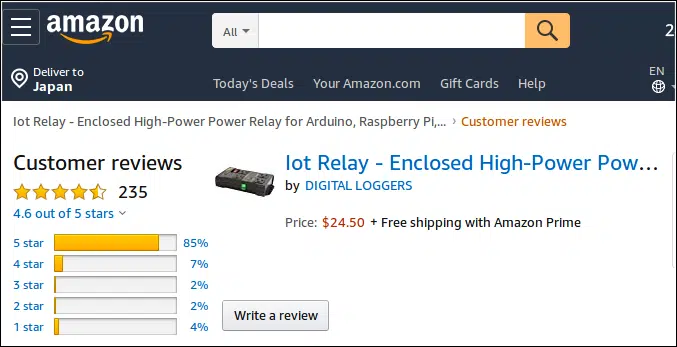 amazon
All
2
Deliver to
Japan
Today's Deals Your Amazon.com Gift Cards Help
EN
Iot Relay - Enclosed High-Power Power Relay for Arduino, Raspberry Pi,... › Customer reviews
Customer reviews
235
4.6 out of 5 stars
5 star 85%
4 star 7%
3 star 2%
2 star 2%
1 star 4%
Iot Relay - Enclosed High-Power Pow...
by DIGITAL LOGGERS
Price: $24.50 + Free shipping with Amazon Prime
Write a review